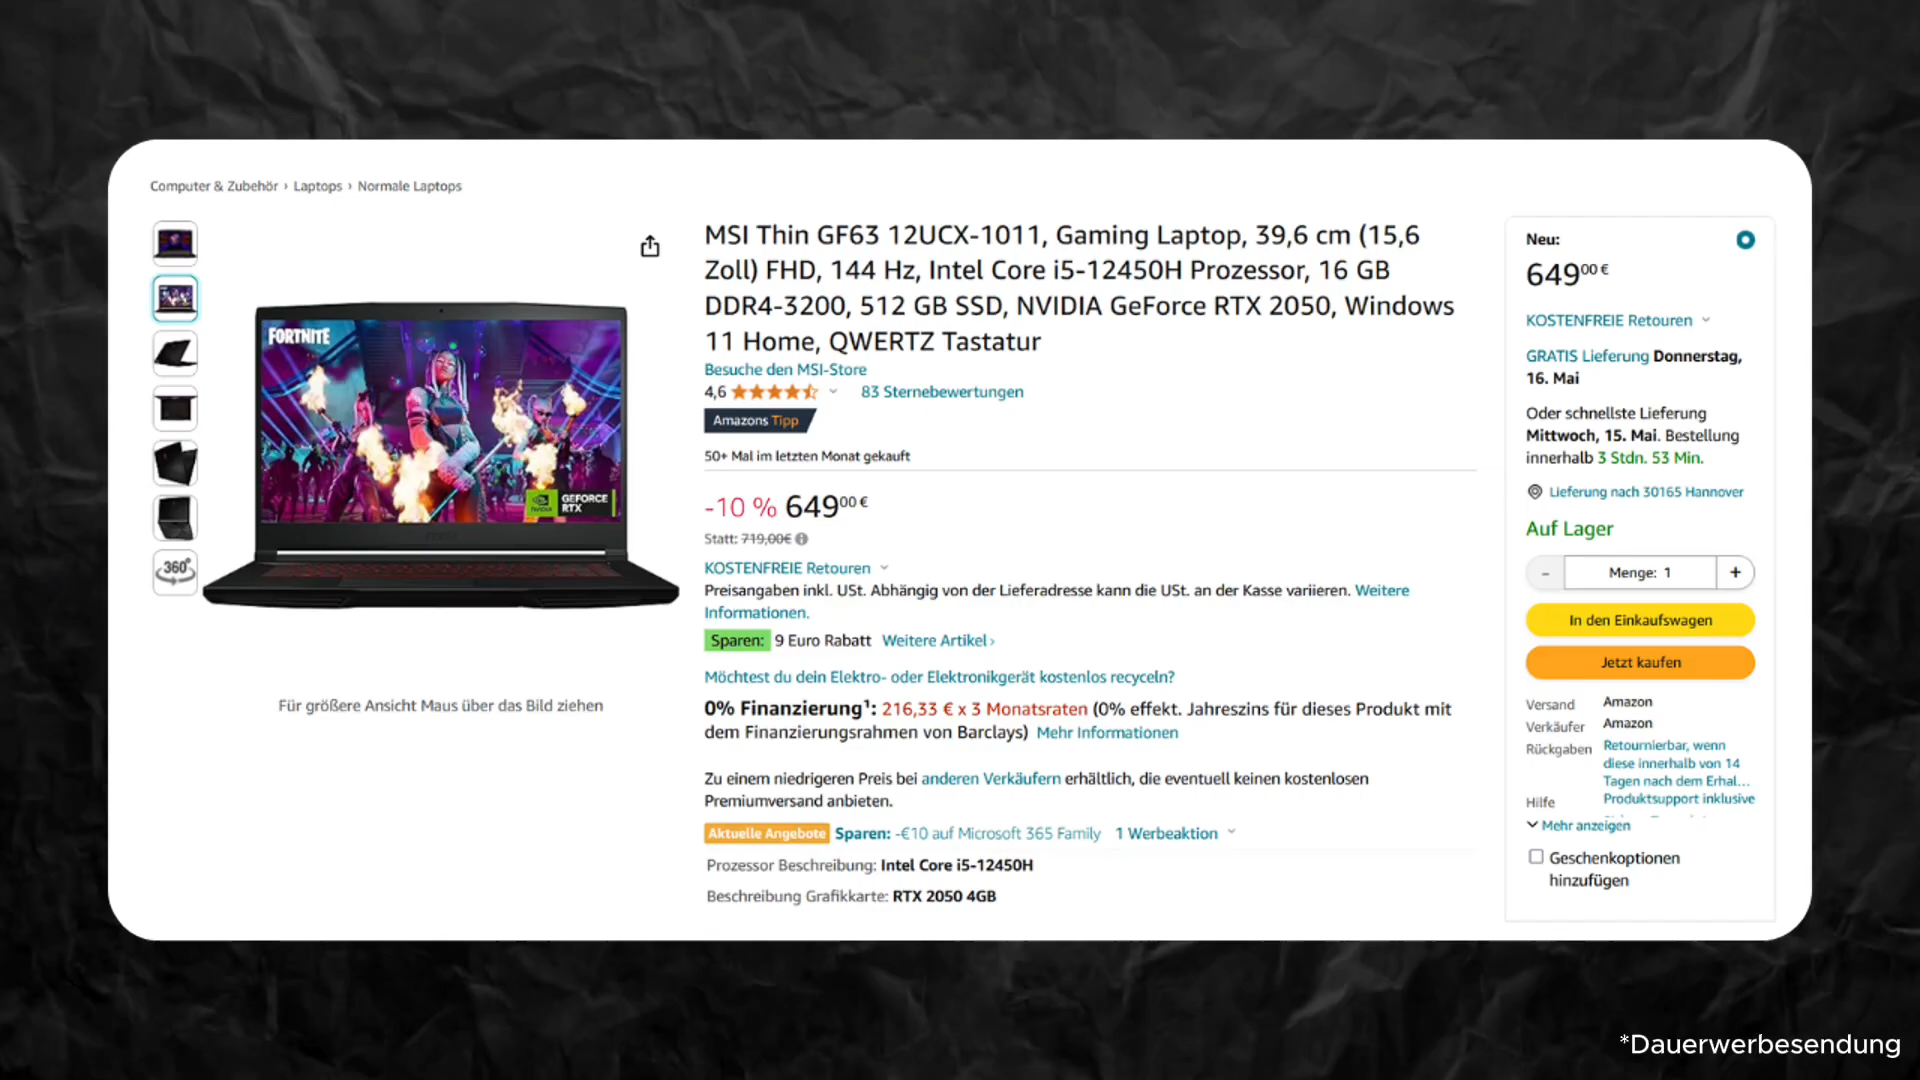 Computer & Zubehör › Laptops › Normale Laptops
FORTNITE
NVIDIA
GEFORCE
RTX
360°
Für größere Ansicht Maus über das Bild ziehen
MSI Thin GF63 12UCX-1011, Gaming Laptop, 39,6 cm (15,6
Zoll) FHD, 144 Hz, Intel Core i5-12450H Prozessor, 16 GB
DDR4-3200, 512 GB SSD, NVIDIA GeForce RTX 2050, Windows
11 Home, QWERTZ Tastatur
Besuche den MSI-Store
4,6 83 Sternebewertungen
Amazons Tipp
50+ Mal im letzten Monat gekauft
-10 % 649,00 €
Statt: 719,00€
KOSTENFREIE Retouren
Preisangaben inkl. USt. Abhängig von der Lieferadresse kann die USt. an der Kasse variieren. Weitere
Informationen.
Sparen: 9 Euro Rabatt Weitere Artikel ›
Möchtest du dein Elektro- oder Elektronikgerät kostenlos recyceln?
0% Finanzierung¹: 216,33 € x 3 Monatsraten (0% effekt. Jahreszins für dieses Produkt mit
dem Finanzierungsrahmen von Barclays) Mehr Informationen
Zu einem niedrigeren Preis bei anderen Verkäufern erhältlich, die eventuell keinen kostenlosen
Premiumversand anbieten.
Aktuelle Angebote Sparen: -€10 auf Microsoft 365 Family 1 Werbeaktion
Prozessor Beschreibung: Intel Core i5-12450H
Beschreibung Grafikkarte: RTX 2050 4GB
Neu:
649,00 €
KOSTENFREIE Retouren
GRATIS Lieferung Donnerstag,
16. Mai
Oder schnellste Lieferung
Mittwoch, 15. Mai. Bestellung
innerhalb 3 Stdn. 53 Min.
Lieferung nach 30165 Hannover
Auf Lager
- Menge: 1 +
In den Einkaufswagen
Jetzt kaufen
Versand Amazon
Verkäufer Amazon
Rückgaben Retournierbar, wenn
diese innerhalb von 14
Tagen nach dem Erhal...
Hilfe Produktsupport inklusive
Mehr anzeigen
Geschenkoptionen
hinzufügen
*Dauerwerbesendung